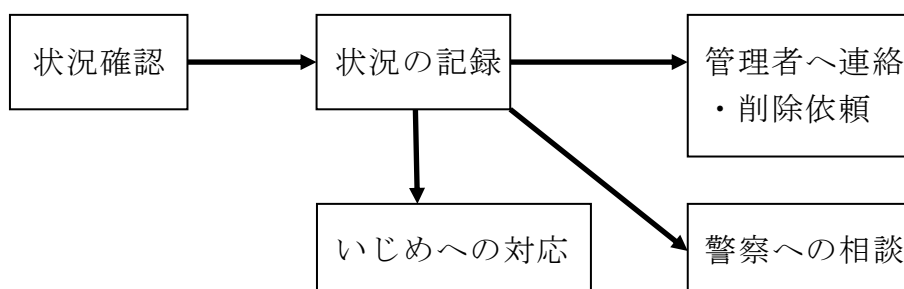 状況確認
状況の記録
管理者へ連絡
・削除依頼
いじめへの対応
警察への相談